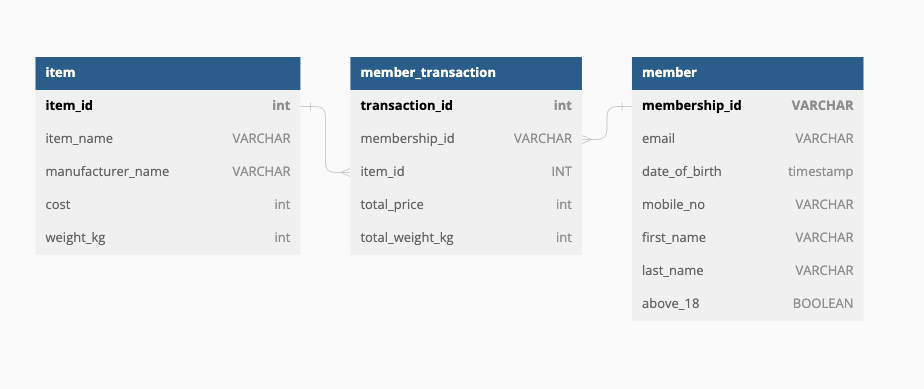 item
item_id int
item_name VARCHAR
manufacturer_name VARCHAR
cost int
weight_kg int
member_transaction
transaction_id int
membership_id VARCHAR
item_id INT
total_price int
total_weight_kg int
member
membership_id VARCHAR
email VARCHAR
date_of_birth timestamp
mobile_no VARCHAR
first_name VARCHAR
last_name VARCHAR
above_18 BOOLEAN